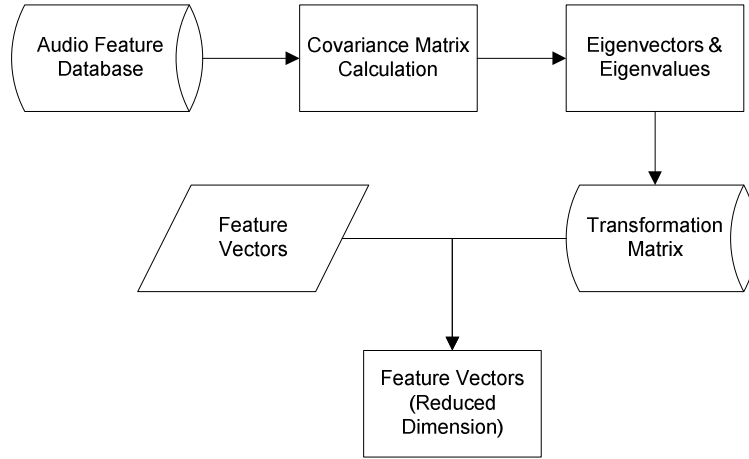 Audio Feature
Database
Covariance Matrix
Calculation
Eigenvectors &
Eigenvalues
Feature
Vectors
Transformation
Matrix
Feature Vectors
(Reduced
Dimension)